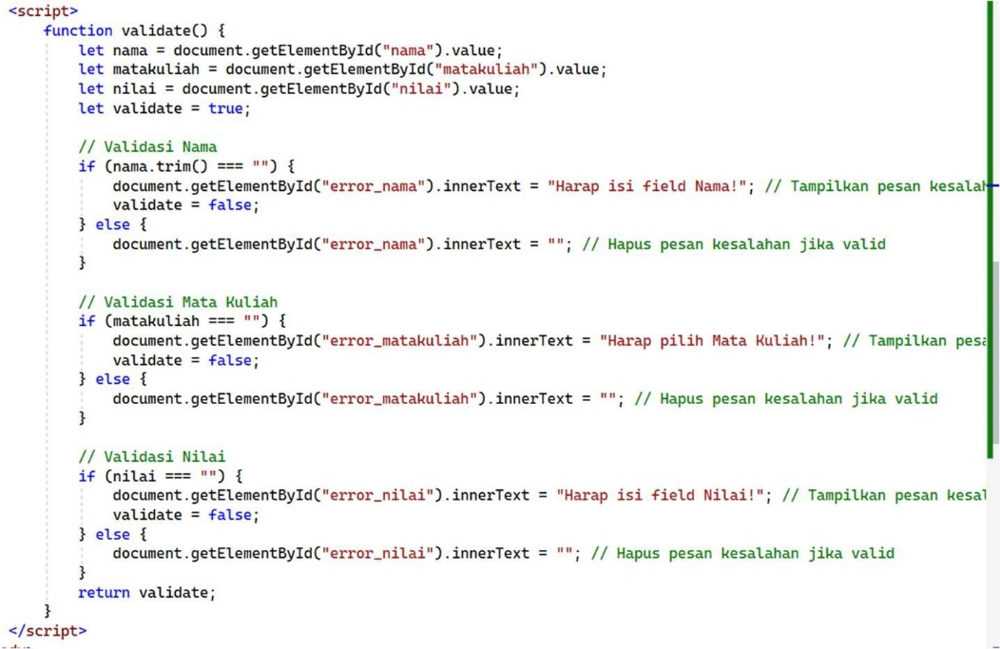 <script>
function validate() {
let nama = document.getElementById("nama").value;
let matakuliah = document.getElementById("matakuliah").value;
let nilai = document.getElementById("nilai").value;
let validate = true;
// Validasi Nama
if (nama.trim() === "") {
document.getElementById("error_nama").innerText = "Harap isi field Nama!"; // Tampilkan pesan
validate = false;
} else {
document.getElementById("error_nama").innerText = ""; // Hapus pesan kesalahan jika valid
}
// Validasi Mata Kuliah
if (matakuliah === "") {
document.getElementById("error_matakuliah").innerText = "Harap pilih Mata Kuliah!"; // Tampilkan
validate = false;
} else {
document.getElementById("error_matakuliah").innerText = ""; // Hapus pesan kesalahan jika valid
}
// Validasi Nilai
if (nilai === "") {
document.getElementById("error_nilai").innerText = "Harap isi field Nilai!"; // Tampilkan pesan
validate = false;
} else {
document.getElementById("error_nilai").innerText = ""; // Hapus pesan kesalahan jika valid
}
return validate;
}
</script>